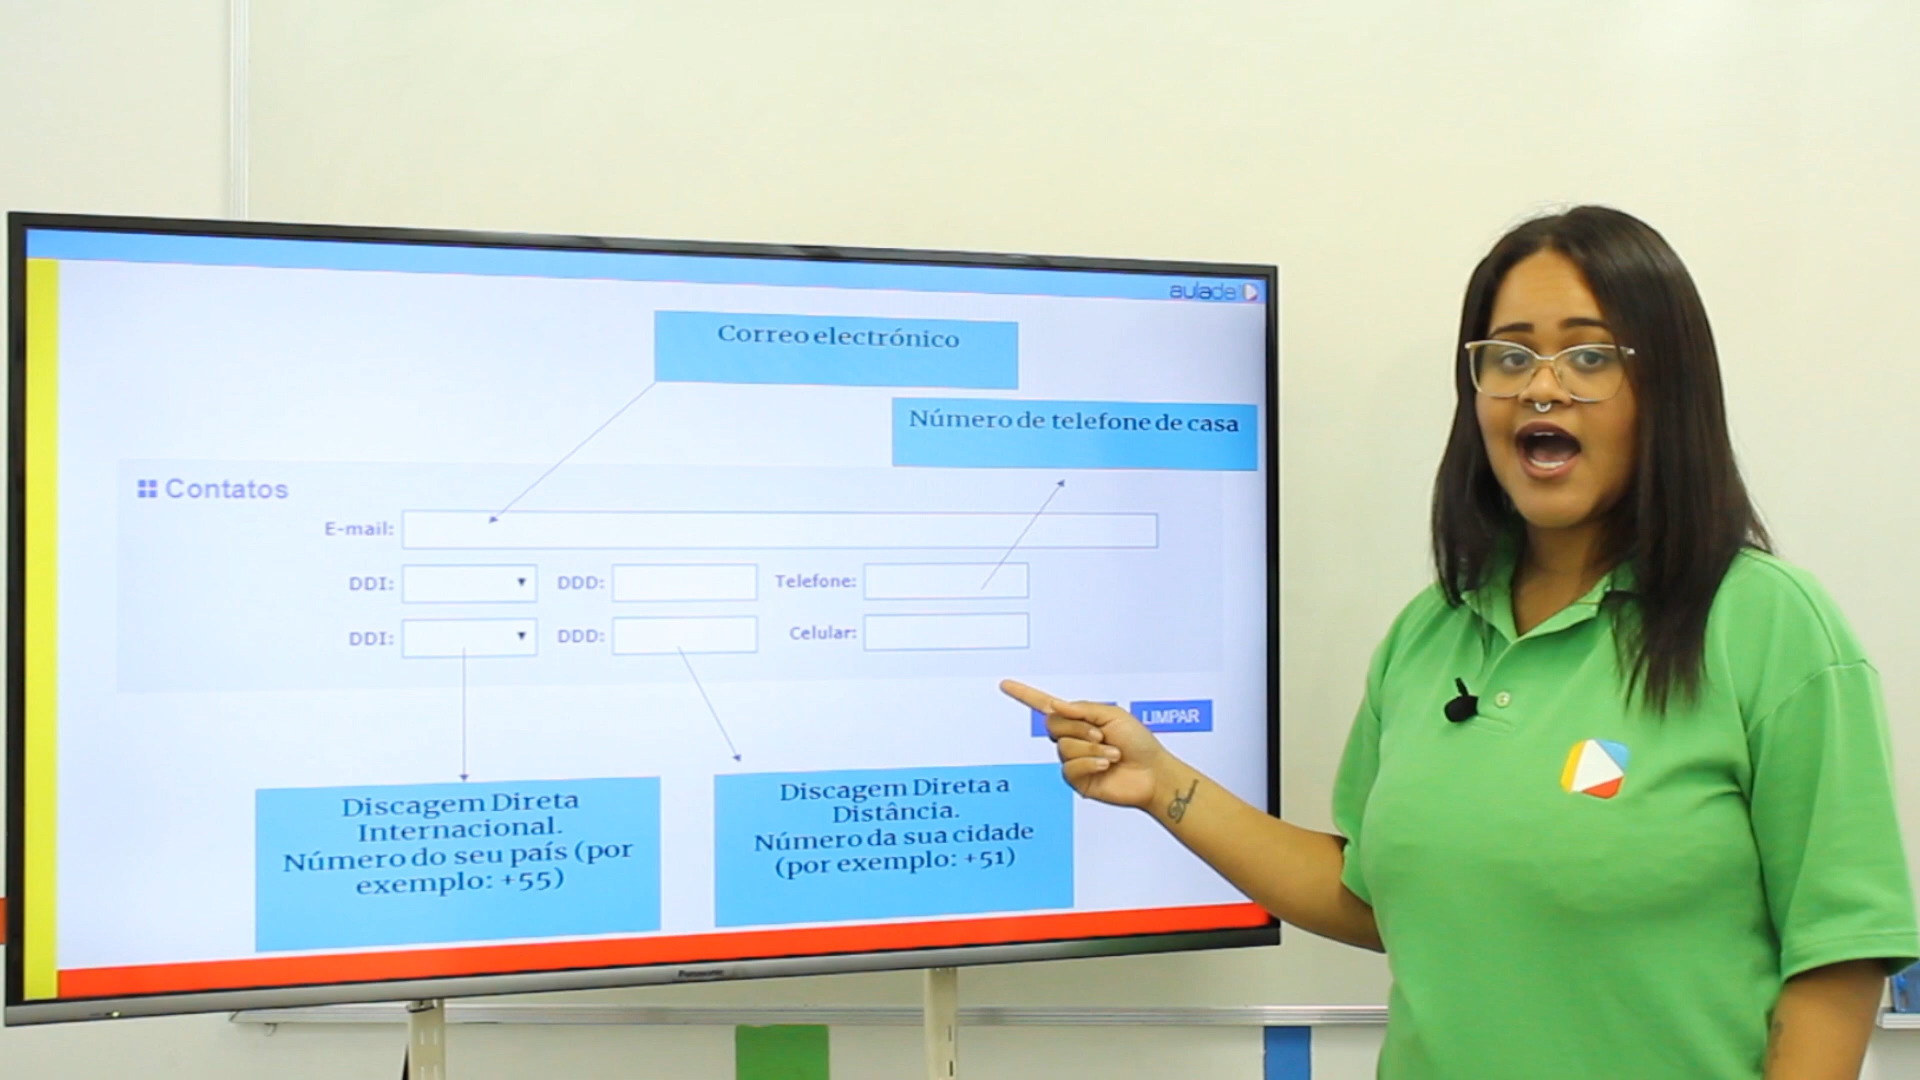 aulade
Correo electrónico
Número de telefone de casa
Contatos
E-mail:
DDI:
DDD:
Telefone:
DDI:
DDD:
Celular:
LIMPAR
Discagem Direta
Internacional.
Número do seu país (por
exemplo: +55)
Discagem Direta a
Distância.
Número da sua cidade
(por exemplo: +51)
Panasonic